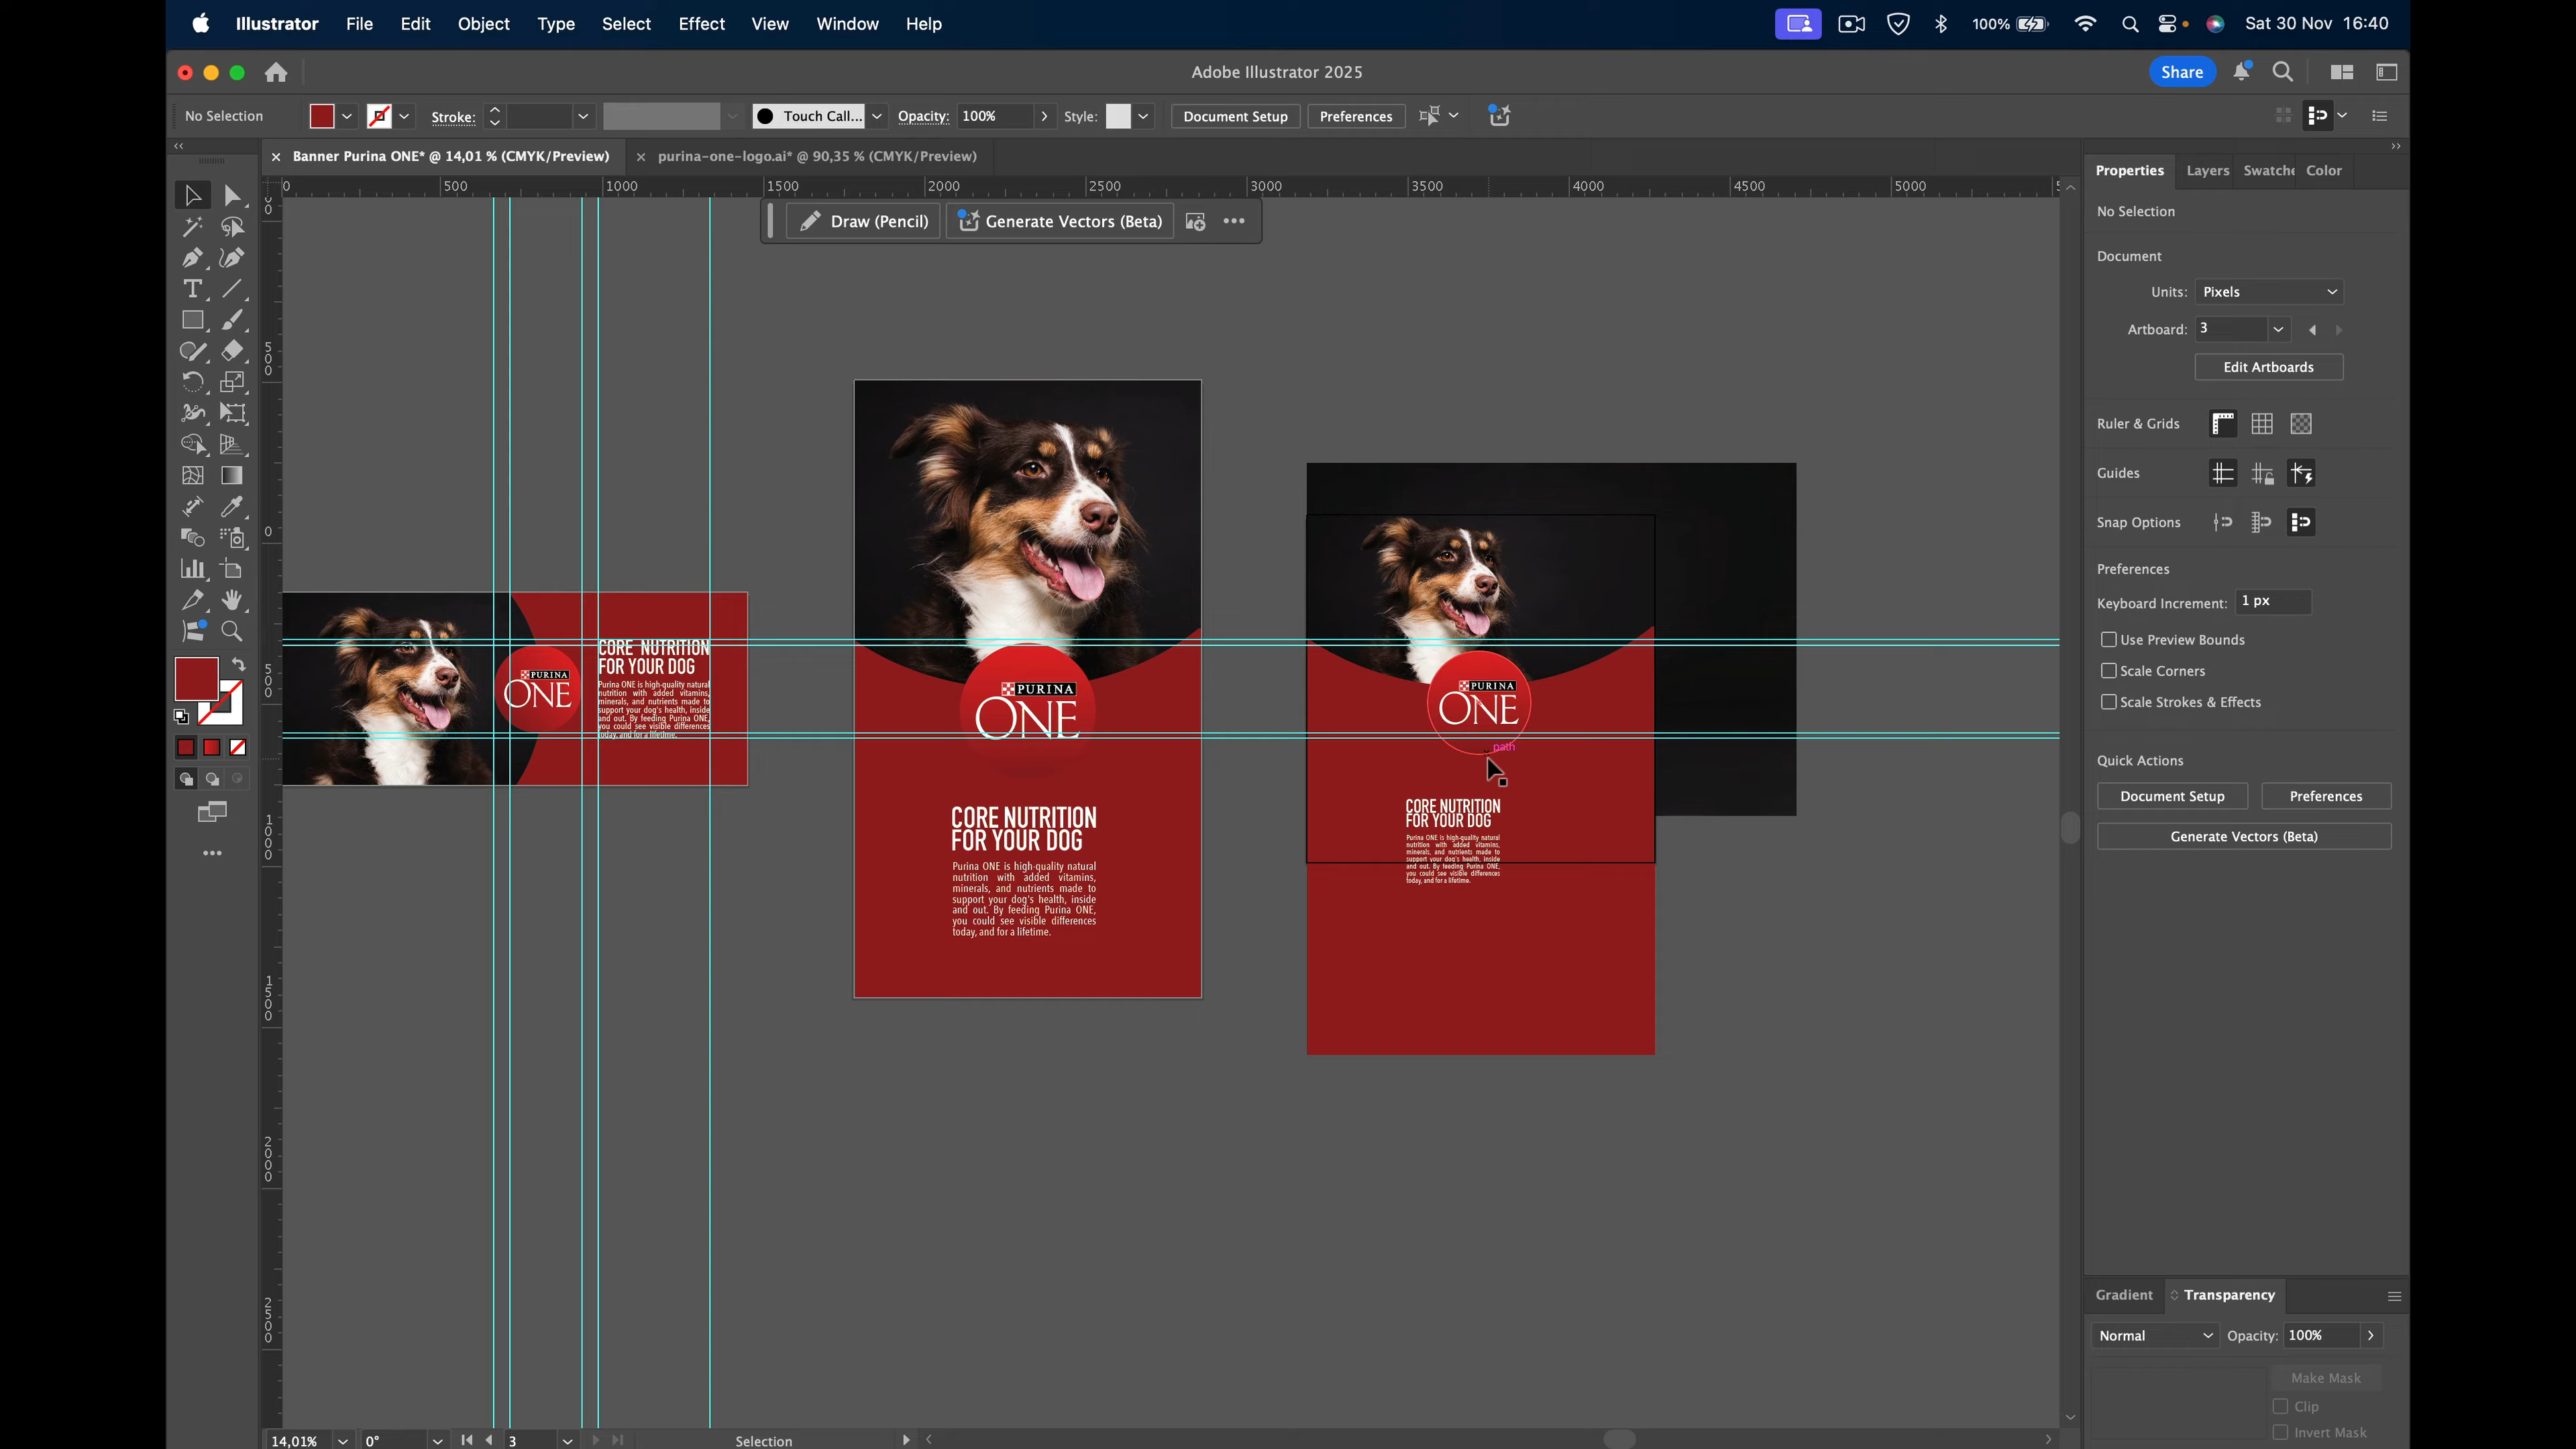 Illustrator File Edit Object Type Select Effect View Window Help 100% Sat 30 Nov 16:40
Adobe Illustrator 2025
Share
No Selection Stroke: Touch Call... Opacity: 100% Style: Document Setup Preferences
Banner Purina ONE* @ 14,01 % (CMYK/Preview) purina-one-logo.ai* @ 90,35 % (CMYK/Preview)
0 500 1000 1500 2000 2500 3000 3500 4000 4500 5000
Draw (Pencil) Generate Vectors (Beta)
500
0
500
1000
1500
2000
2500
PURINA
ONE
CORE NUTRITION
FOR YOUR DOG
Purina ONE is high-quality natural
nutrition with added vitamins,
minerals, and nutrients made to
support your dog's health, inside
and out. By feeding Purina ONE,
you could see visible differences
today, and for a lifetime.
PURINA
ONE
CORE NUTRITION
FOR YOUR DOG
Purina ONE is high-quality natural
nutrition with added vitamins,
minerals, and nutrients made to
support your dog's health, inside
and out. By feeding Purina ONE,
you could see visible differences
today, and for a lifetime.
PURINA
ONE
path
CORE NUTRITION
FOR YOUR DOG
Purina ONE is high-quality natural
nutrition with added vitamins,
minerals, and nutrients made to
support your dog's health, inside
and out. By feeding Purina ONE,
you could see visible differences
today, and for a lifetime.
Properties Layers Swatche Color
No Selection
Document
Units: Pixels
Artboard: 3
Edit Artboards
Ruler & Grids
Guides
Snap Options
Preferences
Keyboard Increment: 1 px
Use Preview Bounds
Scale Corners
Scale Strokes & Effects
Quick Actions
Document Setup Preferences
Generate Vectors (Beta)
Gradient Transparency
Normal Opacity: 100%
Make Mask
Clip
Invert Mask
14,01% 0° 3 Selection